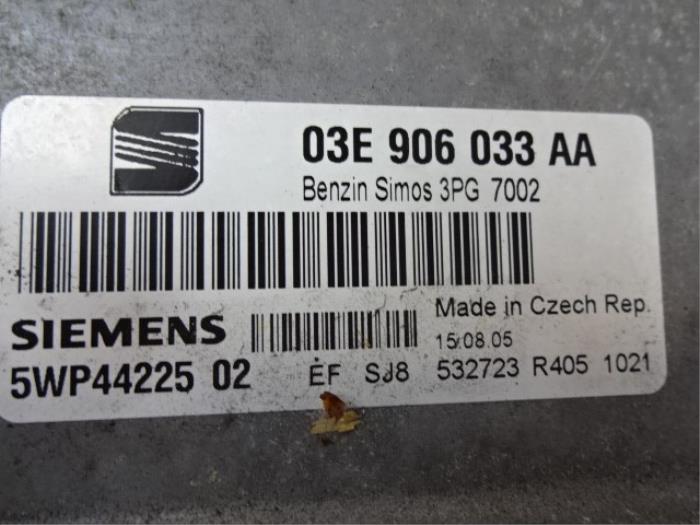 03E 906 033 AA
Benzin Simos 3PG 7002
SIEMENS
Made in Czech Rep.
15.08.05
5WP44225 02 EF SJ8 532723 R405 1021